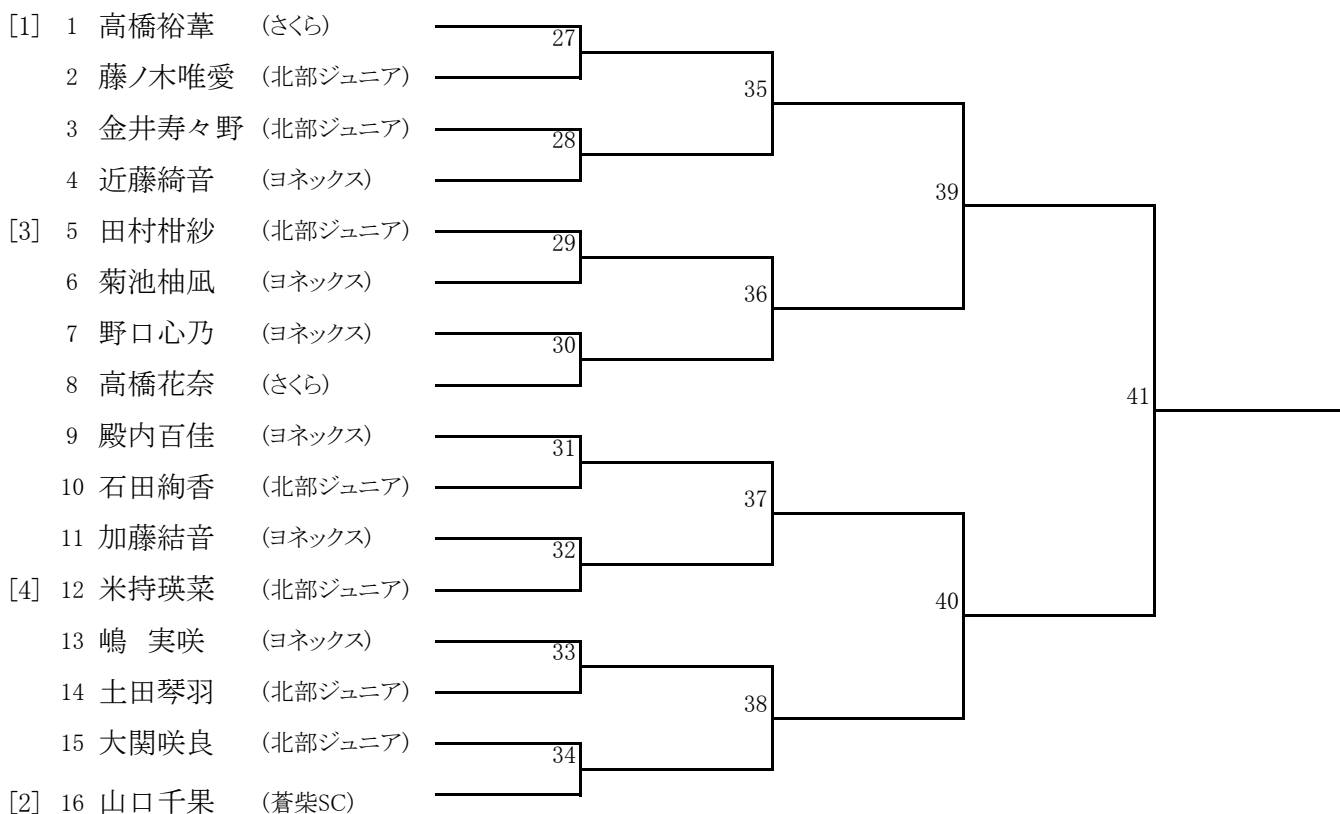 [1] 1 高橋裕葦 (さくら)
27
2 藤ノ木唯愛 (北部ジュニア)
35
3 金井寿々野 (北部ジュニア)
28
4 近藤綺音 (ヨネックス)
39
[3] 5 田村柑紗 (北部ジュニア)
29
6 菊池柚凪 (ヨネックス)
36
7 野口心乃 (ヨネックス)
30
8 高橋花奈 (さくら)
41
9 殿内百佳 (ヨネックス)
31
10 石田絢香 (北部ジュニア)
37
11 加藤結音 (ヨネックス)
32
[4] 12 米持瑛菜 (北部ジュニア)
40
13 嶋 実咲 (ヨネックス)
33
14 土田琴羽 (北部ジュニア)
38
15 大関咲良 (北部ジュニア)
34
[2] 16 山口千果 (蒼柴SC)